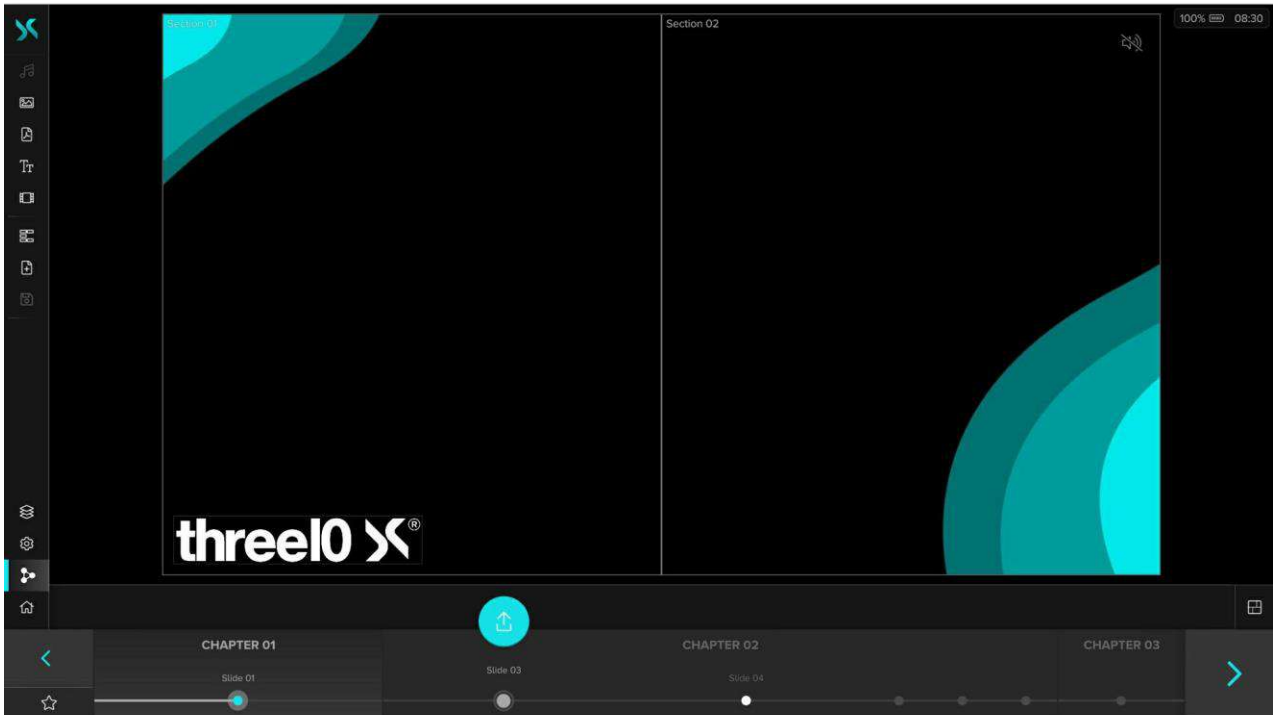 Section 01
Section 02
100% 08:30
TT
three10 ®
CHAPTER 01
CHAPTER 02
CHAPTER 03
Slide 01
Slide 03
Slide 04